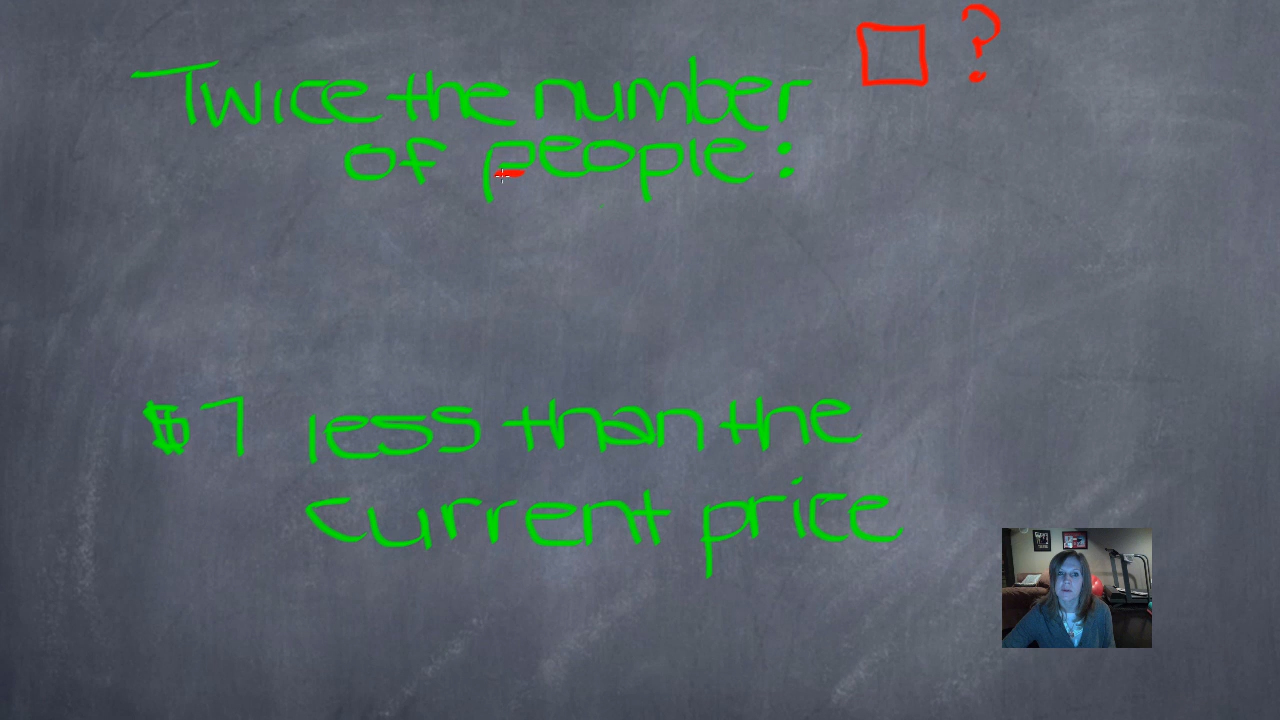 Twice the number
of people:
?
$7 less than the
current price